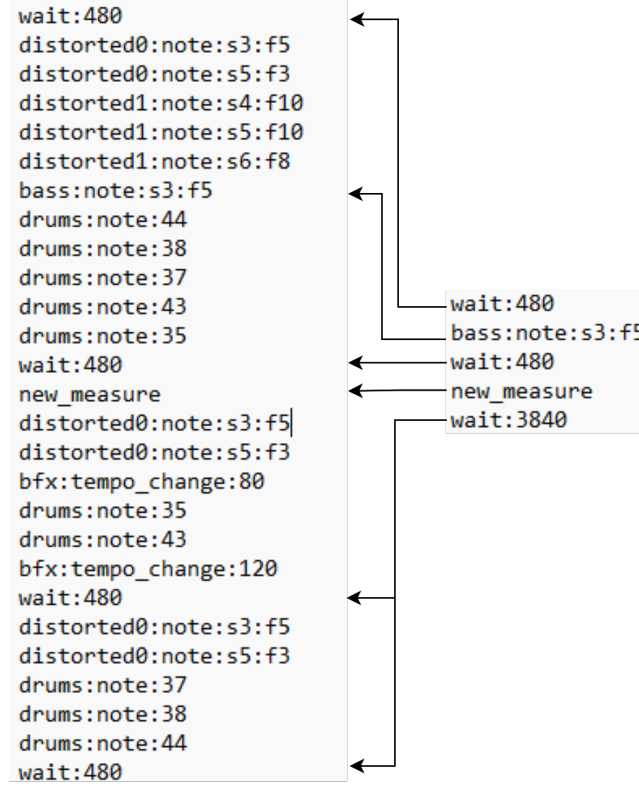 wait:480
distorted0:note:s3:f5
distorted0:note:s5:f3
distorted1:note:s4:f10
distorted1:note:s5:f10
distorted1:note:s6:f8
bass:note:s3:f5
drums:note:44
drums:note:38
drums:note:37
drums:note:43
drums:note:35
wait:480
new_measure
distorted0:note:s3:f5
distorted0:note:s5:f3
bfx:tempo_change:80
drums:note:35
drums:note:43
bfx:tempo_change:120
wait:480
distorted0:note:s3:f5
distorted0:note:s5:f3
drums:note:37
drums:note:38
drums:note:44
wait:480
wait:480
bass:note:s3:f5
wait:480
new_measure
wait:3840